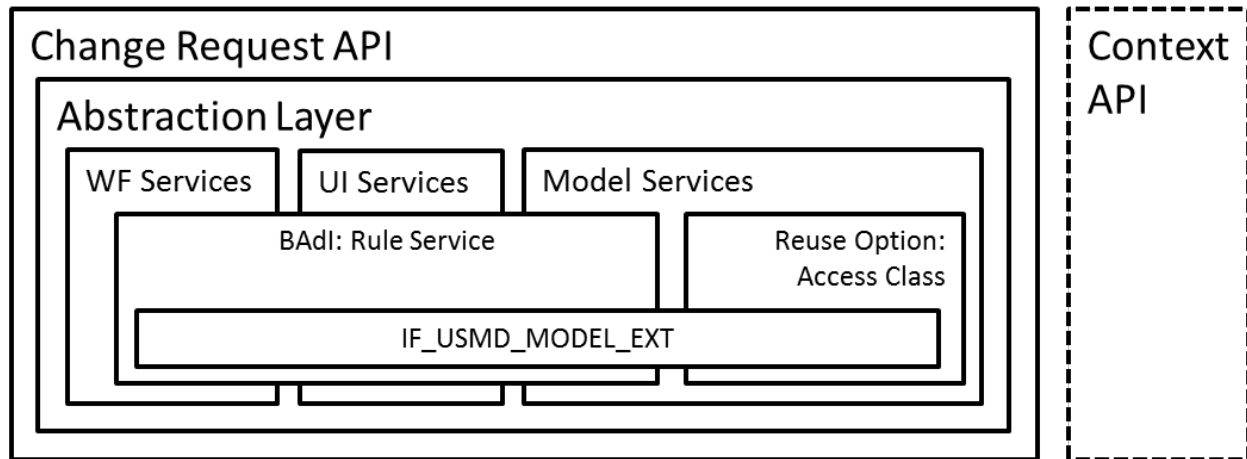 Change Request API
Context
API
Abstraction Layer
WF Services
UI Services
Model Services
BAdI: Rule Service
Reuse Option:
Access Class
IF_USMD_MODEL_EXT